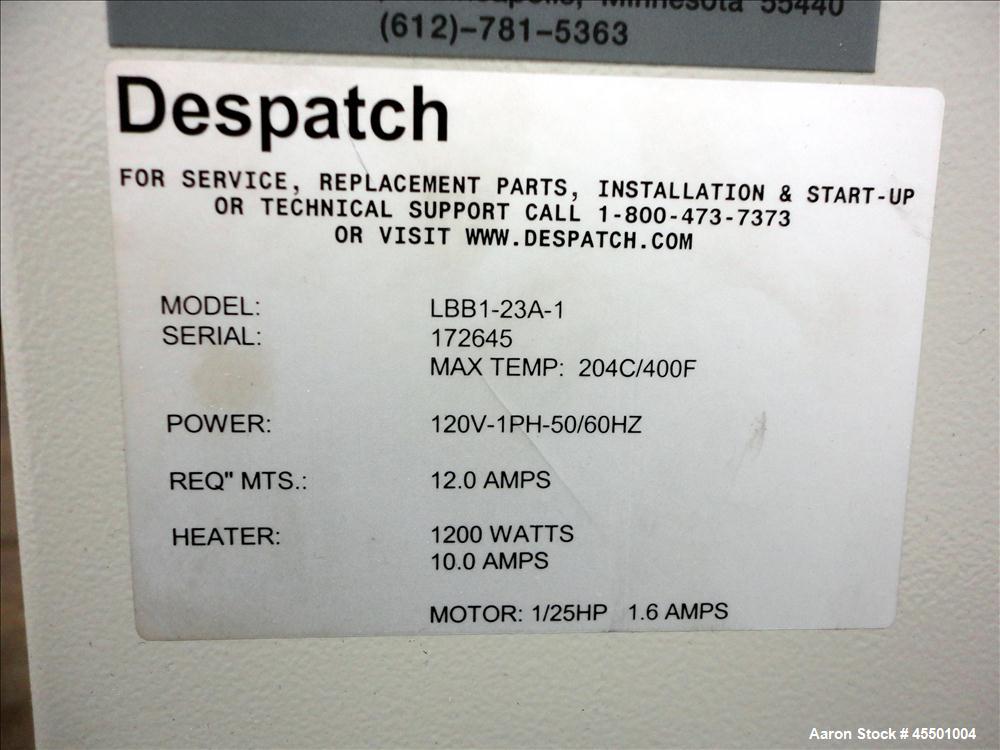 Minnesota 55440
(612)-781-5363
Despatch
FOR SERVICE, REPLACEMENT PARTS, INSTALLATION & START-UP
OR TECHNICAL SUPPORT CALL 1-800-473-7373
OR VISIT WWW.DESPATCH.COM
MODEL: LBB1-23A-1
SERIAL: 172645
MAX TEMP: 204C/400F
POWER: 120V-1PH-50/60HZ
REQ" MTS.: 12.0 AMPS
HEATER: 1200 WATTS
10.0 AMPS
MOTOR: 1/25HP 1.6 AMPS
Aaron Stock # 45501004